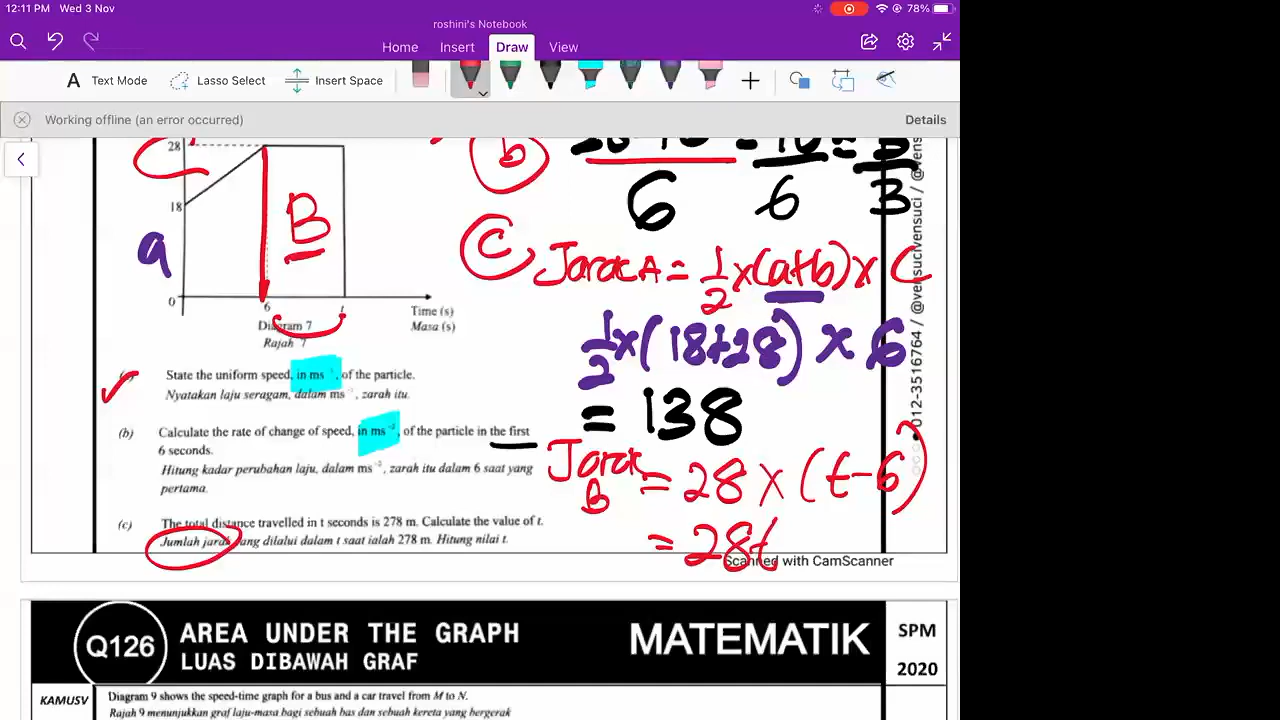 12:11 PM Wed 3 Nov
78%
roshini's Notebook
Home Insert Draw View
A Text Mode Lasso Select Insert Space
Working offline (an error occurred) Details
28
18
0
6 t
Time (s)
Masa (s)
Diagram 7
Rajah 7
a
B
State the uniform speed, in ms⁻¹, of the particle.
Nyatakan laju seragam, dalam ms⁻¹, zarah itu.
(b) Calculate the rate of change of speed, in ms⁻², of the particle in the first
6 seconds.
Hitung kadar perubahan laju, dalam ms⁻², zarah itu dalam 6 saat yang
pertama.
(c) The total distance travelled in t seconds is 278 m. Calculate the value of t.
Jumlah jarak yang dilalui dalam t saat ialah 278 m. Hitung nilai t.
b
6 6 3
C Jarak A = 1/2 x (a+b) x C
1/2 x (18+28) x 6
= 138
Jarak B = 28 x (t-6)
= 28t
012-3516764 / @vensucivensuci / @vens
Scanned with CamScanner
Q126 AREA UNDER THE GRAPH
LUAS DIBAWAH GRAF
MATEMATIK
SPM
2020
KAMUSV
Diagram 9 shows the speed-time graph for a bus and a car travel from M to N.
Rajah 9 menunjukkan graf laju-masa bagi sebuah bas dan sebuah kereta yang bergerak